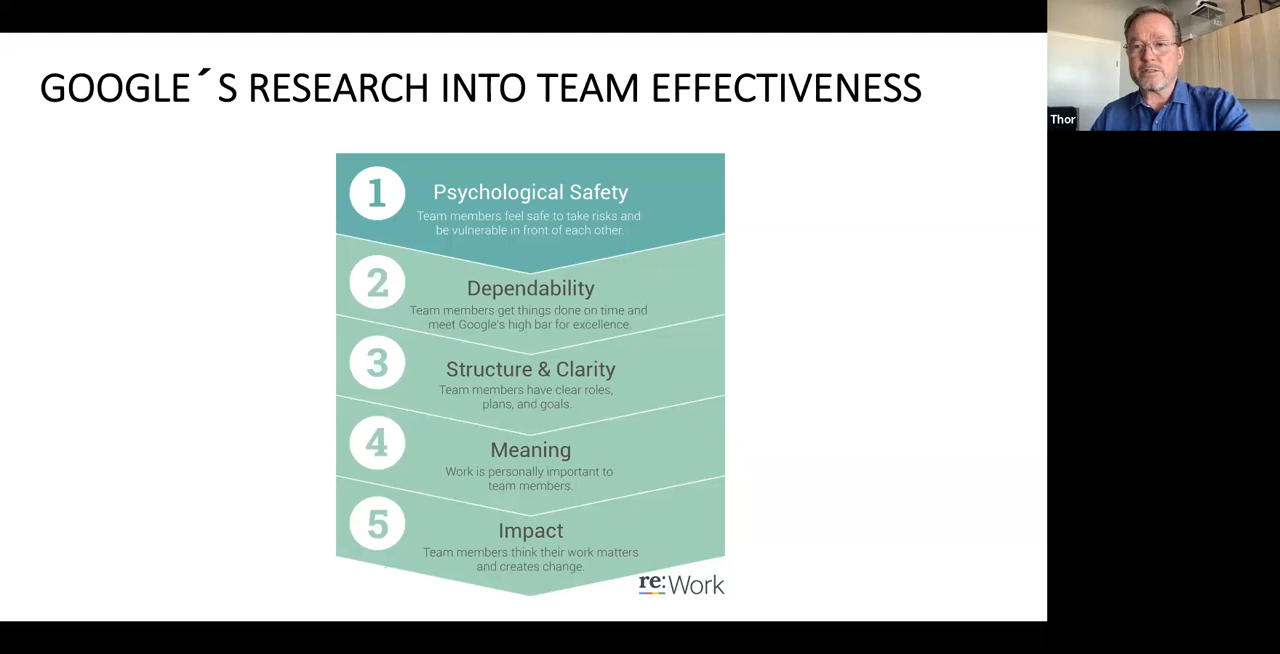 GOOGLE´S RESEARCH INTO TEAM EFFECTIVENESS
1
Psychological Safety
Team members feel safe to take risks and
be vulnerable in front of each other.
2
Dependability
Team members get things done on time and
meet Google's high bar for excellence.
3
Structure & Clarity
Team members have clear roles,
plans, and goals.
4
Meaning
Work is personally important to
team members.
5
Impact
Team members think their work matters
and creates change.
re:Work
Thor